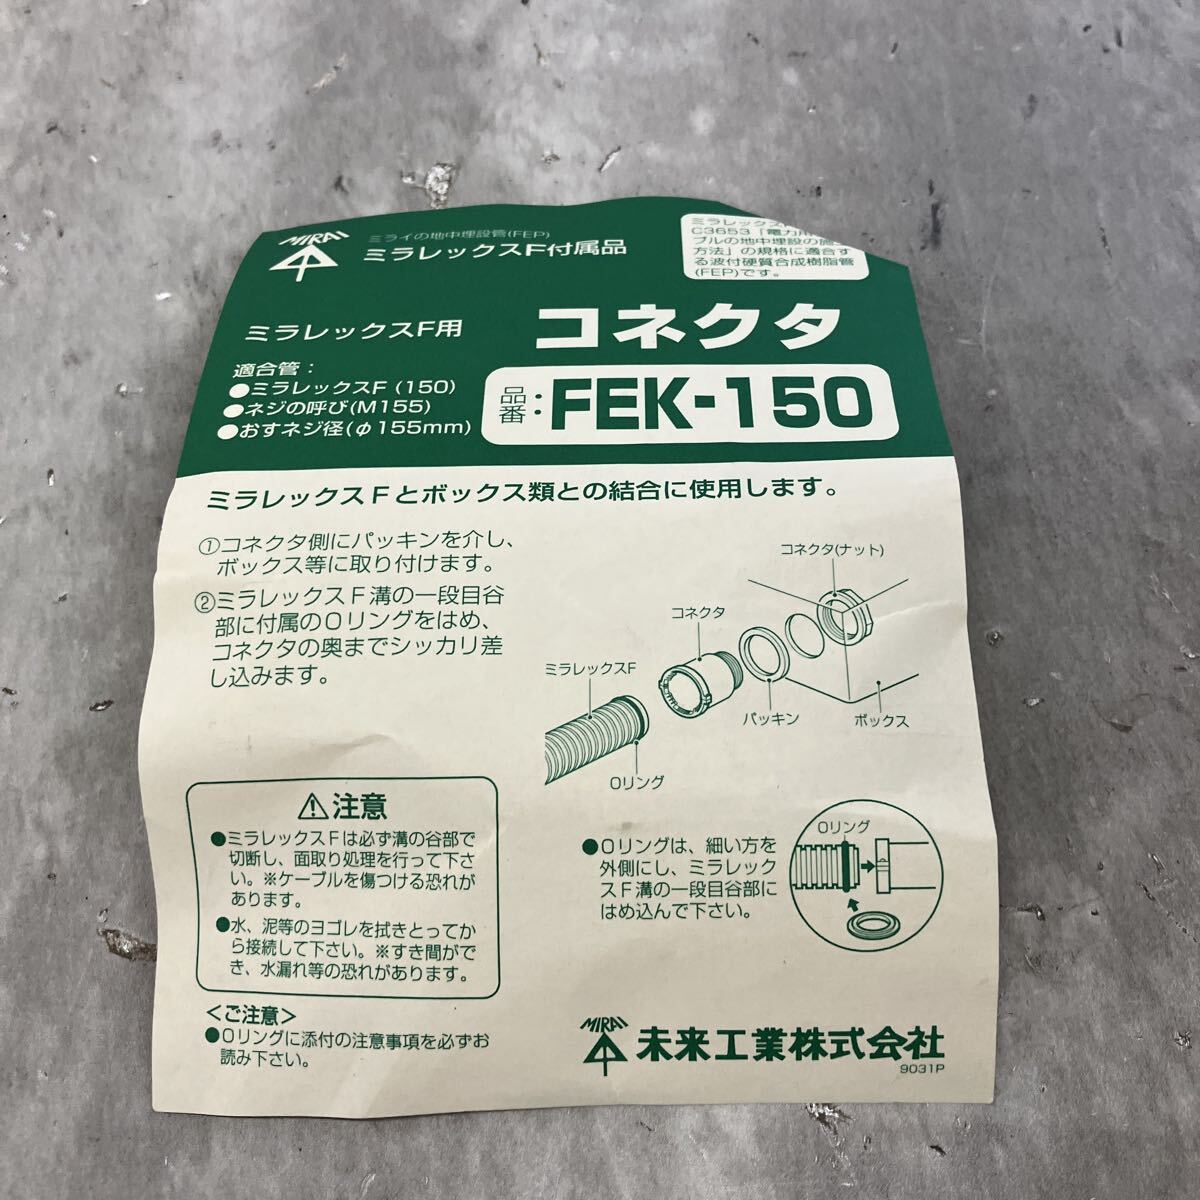 MIRAI
ミライの地中埋設管(FEP)
ミラレックスF付属品
ミラレックス
C3653「電力用
ブルの地中埋設の施
方法」の規格に適合す
る波付硬質合成樹脂管
(FEP)です。
ミラレックスF用
コネクタ
適合管：
●ミラレックスF（150）
●ネジの呼び(M155)
●おすネジ径(φ155mm)
品番：FEK-150
ミラレックスFとボックス類との結合に使用します。
①コネクタ側にパッキンを介し、
ボックス等に取り付けます。
②ミラレックスF溝の一段目谷
部に付属のOリングをはめ、
コネクタの奥までシッカリ差
し込みます。
コネクタ(ナット)
コネクタ
ミラレックスF
パッキン
ボックス
Oリング
⚠注意
●ミラレックスFは必ず溝の谷部で
切断し、面取り処理を行って下さ
い。※ケーブルを傷つける恐れが
あります。
●水、泥等のヨゴレを拭きとってか
ら接続して下さい。※すき間がで
き、水漏れ等の恐れがあります。
●Oリングは、細い方を
外側にし、ミラレック
スF溝の一段目谷部に
はめ込んで下さい。
Oリング
＜ご注意＞
●Oリングに添付の注意事項を必ずお
読み下さい。
MIRAI
未来工業株式会社
9031P